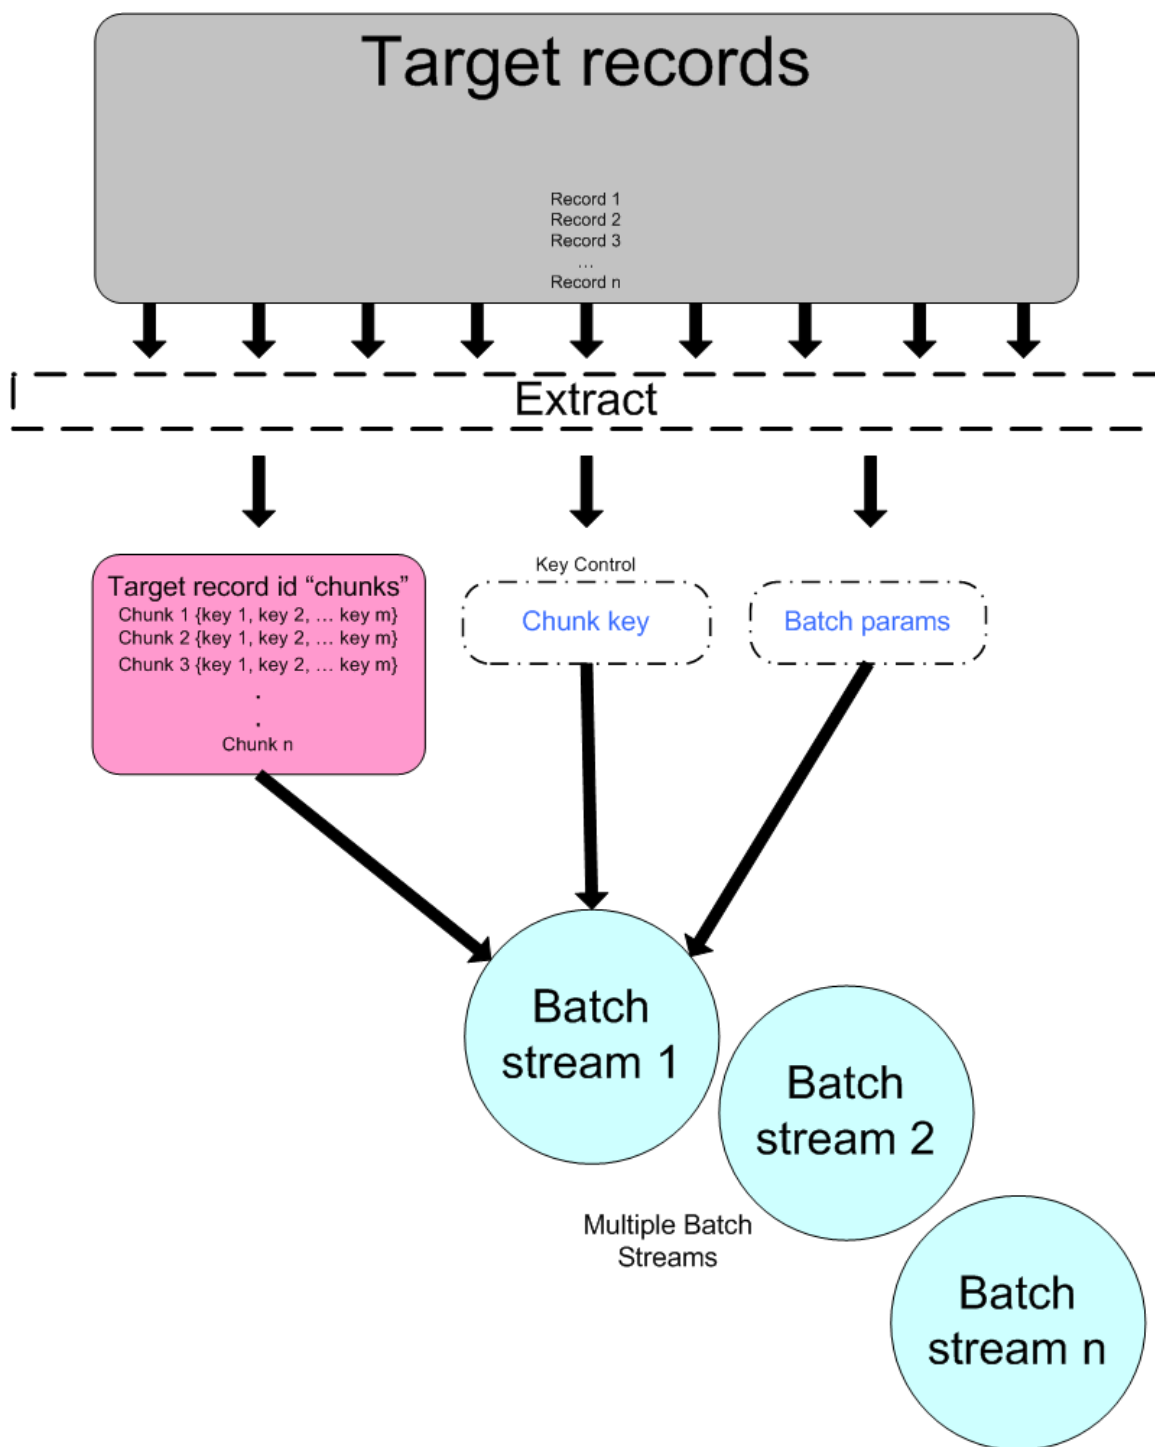 Target records
Record 1
Record 2
Record 3
...
Record n
Extract
Target record id “chunks”
Chunk 1 {key 1, key 2, ... key m}
Chunk 2 {key 1, key 2, ... key m}
Chunk 3 {key 1, key 2, ... key m}
.
.
Chunk n
Key Control
Chunk key
Batch params
Batch
stream 1
Batch
stream 2
Multiple Batch
Streams
Batch
stream n